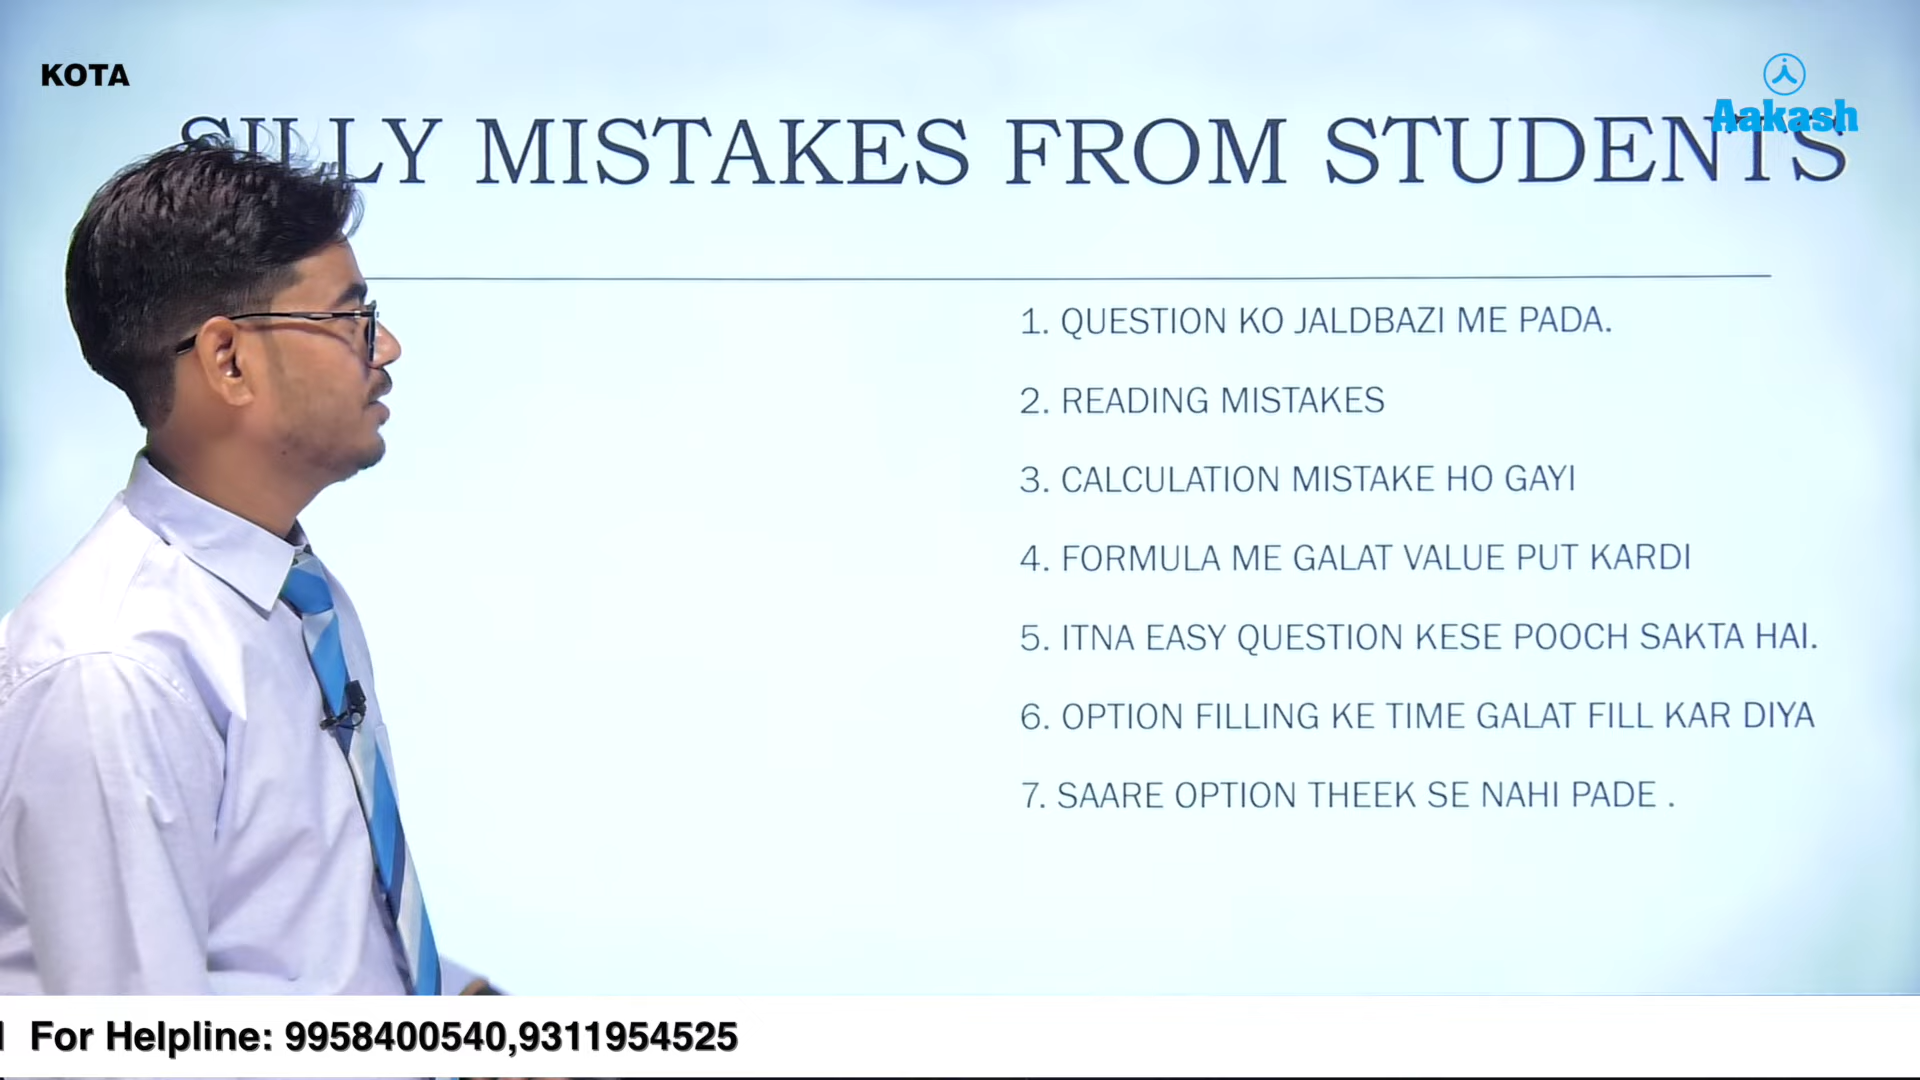 KOTA
Aakash
SILLY MISTAKES FROM STUDENTS
1. QUESTION KO JALDBAZI ME PADA.
2. READING MISTAKES
3. CALCULATION MISTAKE HO GAYI
4. FORMULA ME GALAT VALUE PUT KARDI
5. ITNA EASY QUESTION KESE POOCH SAKTA HAI.
6. OPTION FILLING KE TIME GALAT FILL KAR DIYA
7. SAARE OPTION THEEK SE NAHI PADE .
For Helpline: 9958400540,9311954525